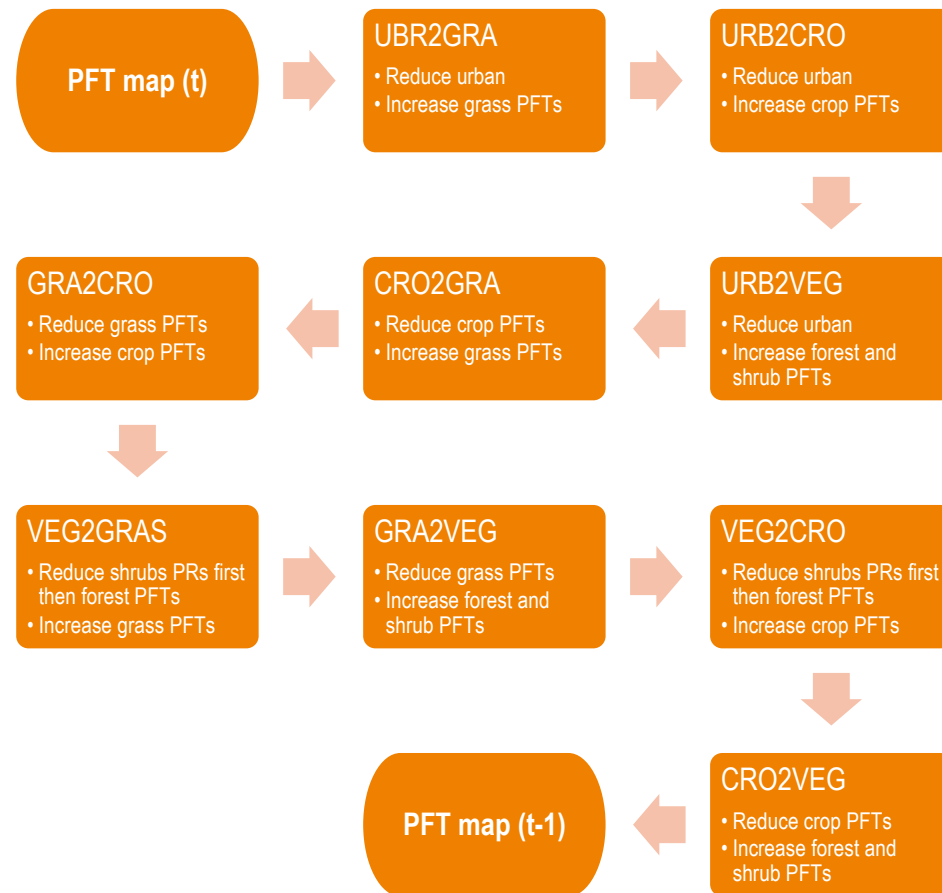 PFT map (t)
UBR2GRA
• Reduce urban
• Increase grass PFTs
URB2CRO
• Reduce urban
• Increase crop PFTs
URB2VEG
• Reduce urban
• Increase forest and
shrub PFTs
CRO2GRA
• Reduce crop PFTs
• Increase grass PFTs
GRA2CRO
• Reduce grass PFTs
• Increase crop PFTs
VEG2GRAS
• Reduce shrubs PRs first
then forest PFTs
• Increase grass PFTs
GRA2VEG
• Reduce grass PFTs
• Increase forest and
shrub PFTs
VEG2CRO
• Reduce shrubs PRs first
then forest PFTs
• Increase crop PFTs
CRO2VEG
• Reduce crop PFTs
• Increase forest and
shrub PFTs
PFT map (t-1)